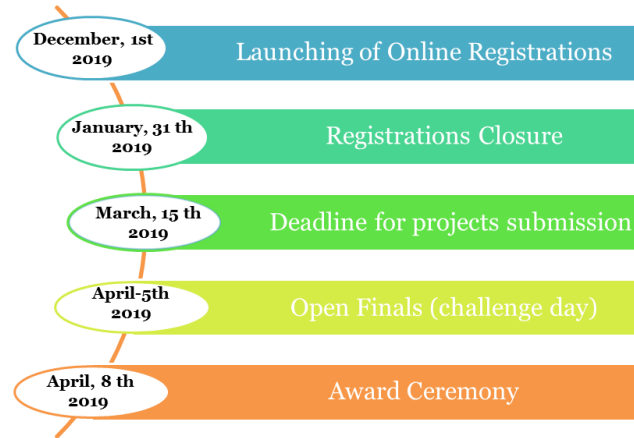 December, 1st
2019
Launching of Online Registrations
January, 31 th
2019
Registrations Closure
March, 15 th
2019
Deadline for projects submission
April-5th
2019
Open Finals (challenge day)
April, 8 th
2019
Award Ceremony